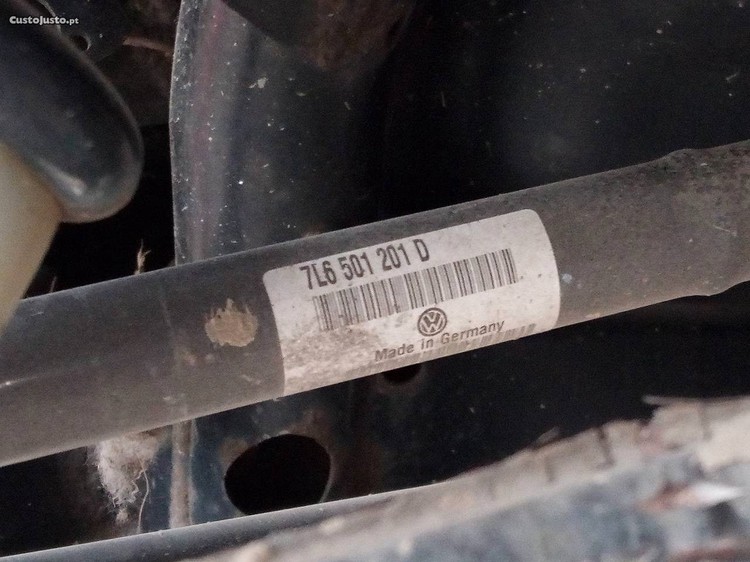 CustoJusto.pt
7L6 501 201 D
Made in Germany